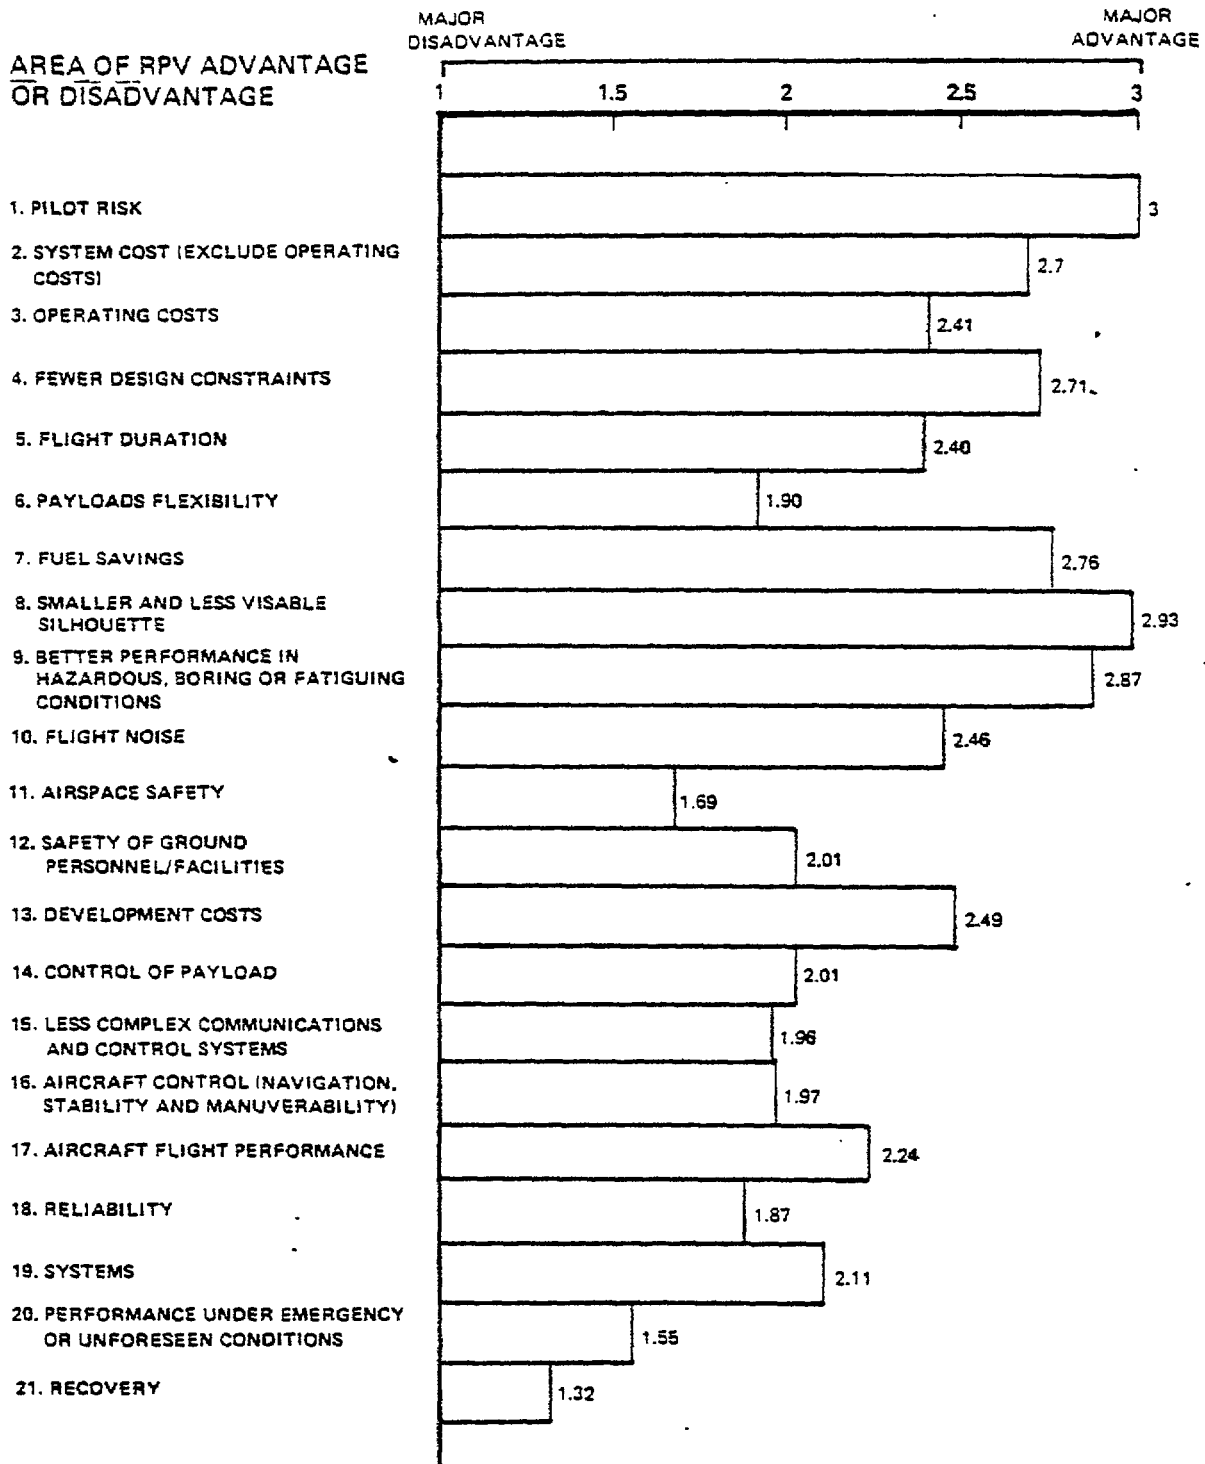 MAJOR
DISADVANTAGE
MAJOR
ADVANTAGE
AREA OF RPV ADVANTAGE
OR DISADVANTAGE
1 1.5 2 2.5 3
1. PILOT RISK 3
2. SYSTEM COST (EXCLUDE OPERATING
COSTS) 2.7
3. OPERATING COSTS 2.41
4. FEWER DESIGN CONSTRAINTS 2.71
5. FLIGHT DURATION 2.40
6. PAYLOADS FLEXIBILITY 1.90
7. FUEL SAVINGS 2.76
8. SMALLER AND LESS VISABLE
SILHOUETTE 2.93
9. BETTER PERFORMANCE IN
HAZARDOUS, BORING OR FATIGUING 2.87
CONDITIONS
10. FLIGHT NOISE 2.46
11. AIRSPACE SAFETY 1.69
12. SAFETY OF GROUND
PERSONNEL/FACILITIES 2.01
13. DEVELOPMENT COSTS 2.49
14. CONTROL OF PAYLOAD 2.01
15. LESS COMPLEX COMMUNICATIONS
AND CONTROL SYSTEMS 1.96
16. AIRCRAFT CONTROL (NAVIGATION,
STABILITY AND MANUVERABILITY) 1.97
17. AIRCRAFT FLIGHT PERFORMANCE 2.24
18. RELIABILITY 1.87
19. SYSTEMS 2.11
20. PERFORMANCE UNDER EMERGENCY
OR UNFORESEEN CONDITIONS 1.55
21. RECOVERY 1.32